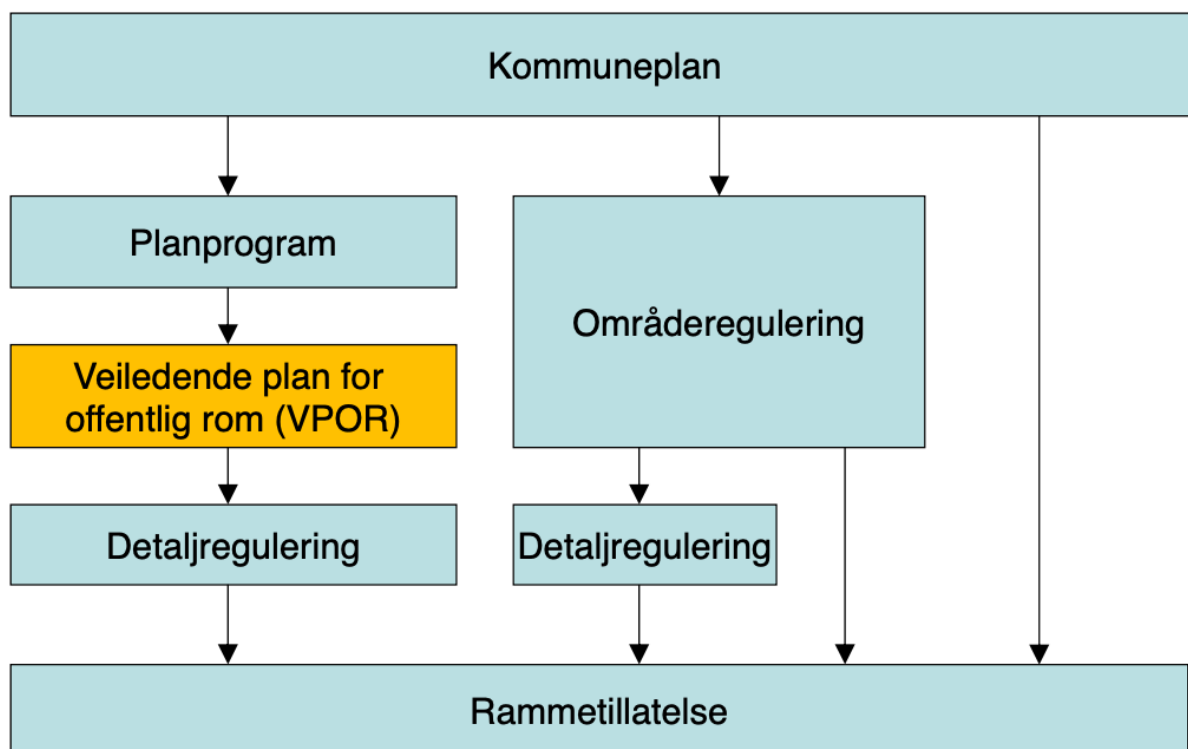 Kommuneplan
Planprogram
Områderegulering
Veiledende plan for
offentlig rom (VPOR)
Detaljregulering
Detaljregulering
Rammetillatelse